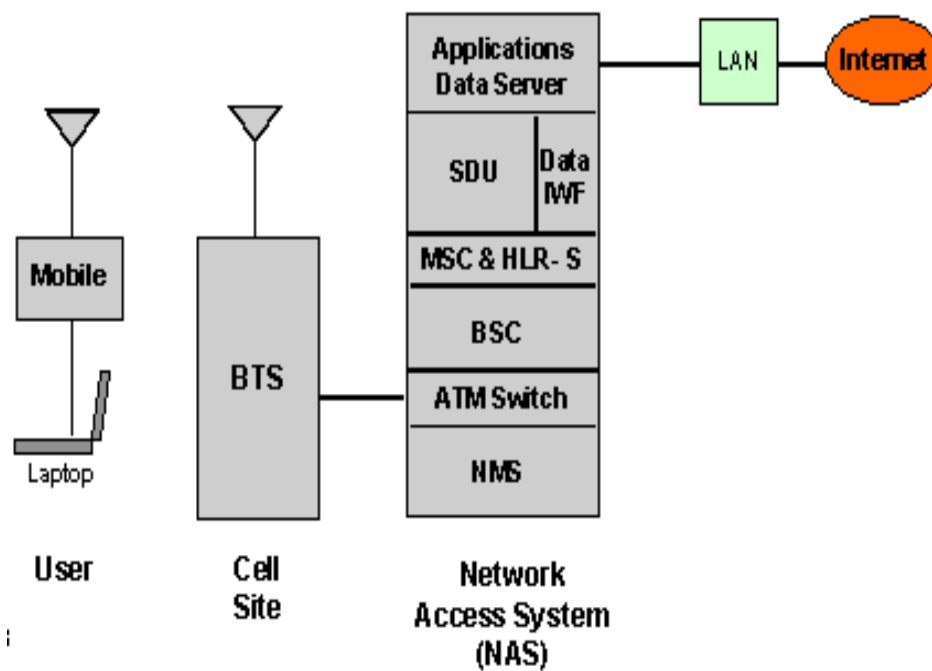 Applications
Data Server
LAN
Internet
SDU
Data
IWF
MSC & HLR- S
Mobile
BSC
BTS
ATM Switch
NMS
Laptop
User
Cell
Site
Network
Access System
(NAS)